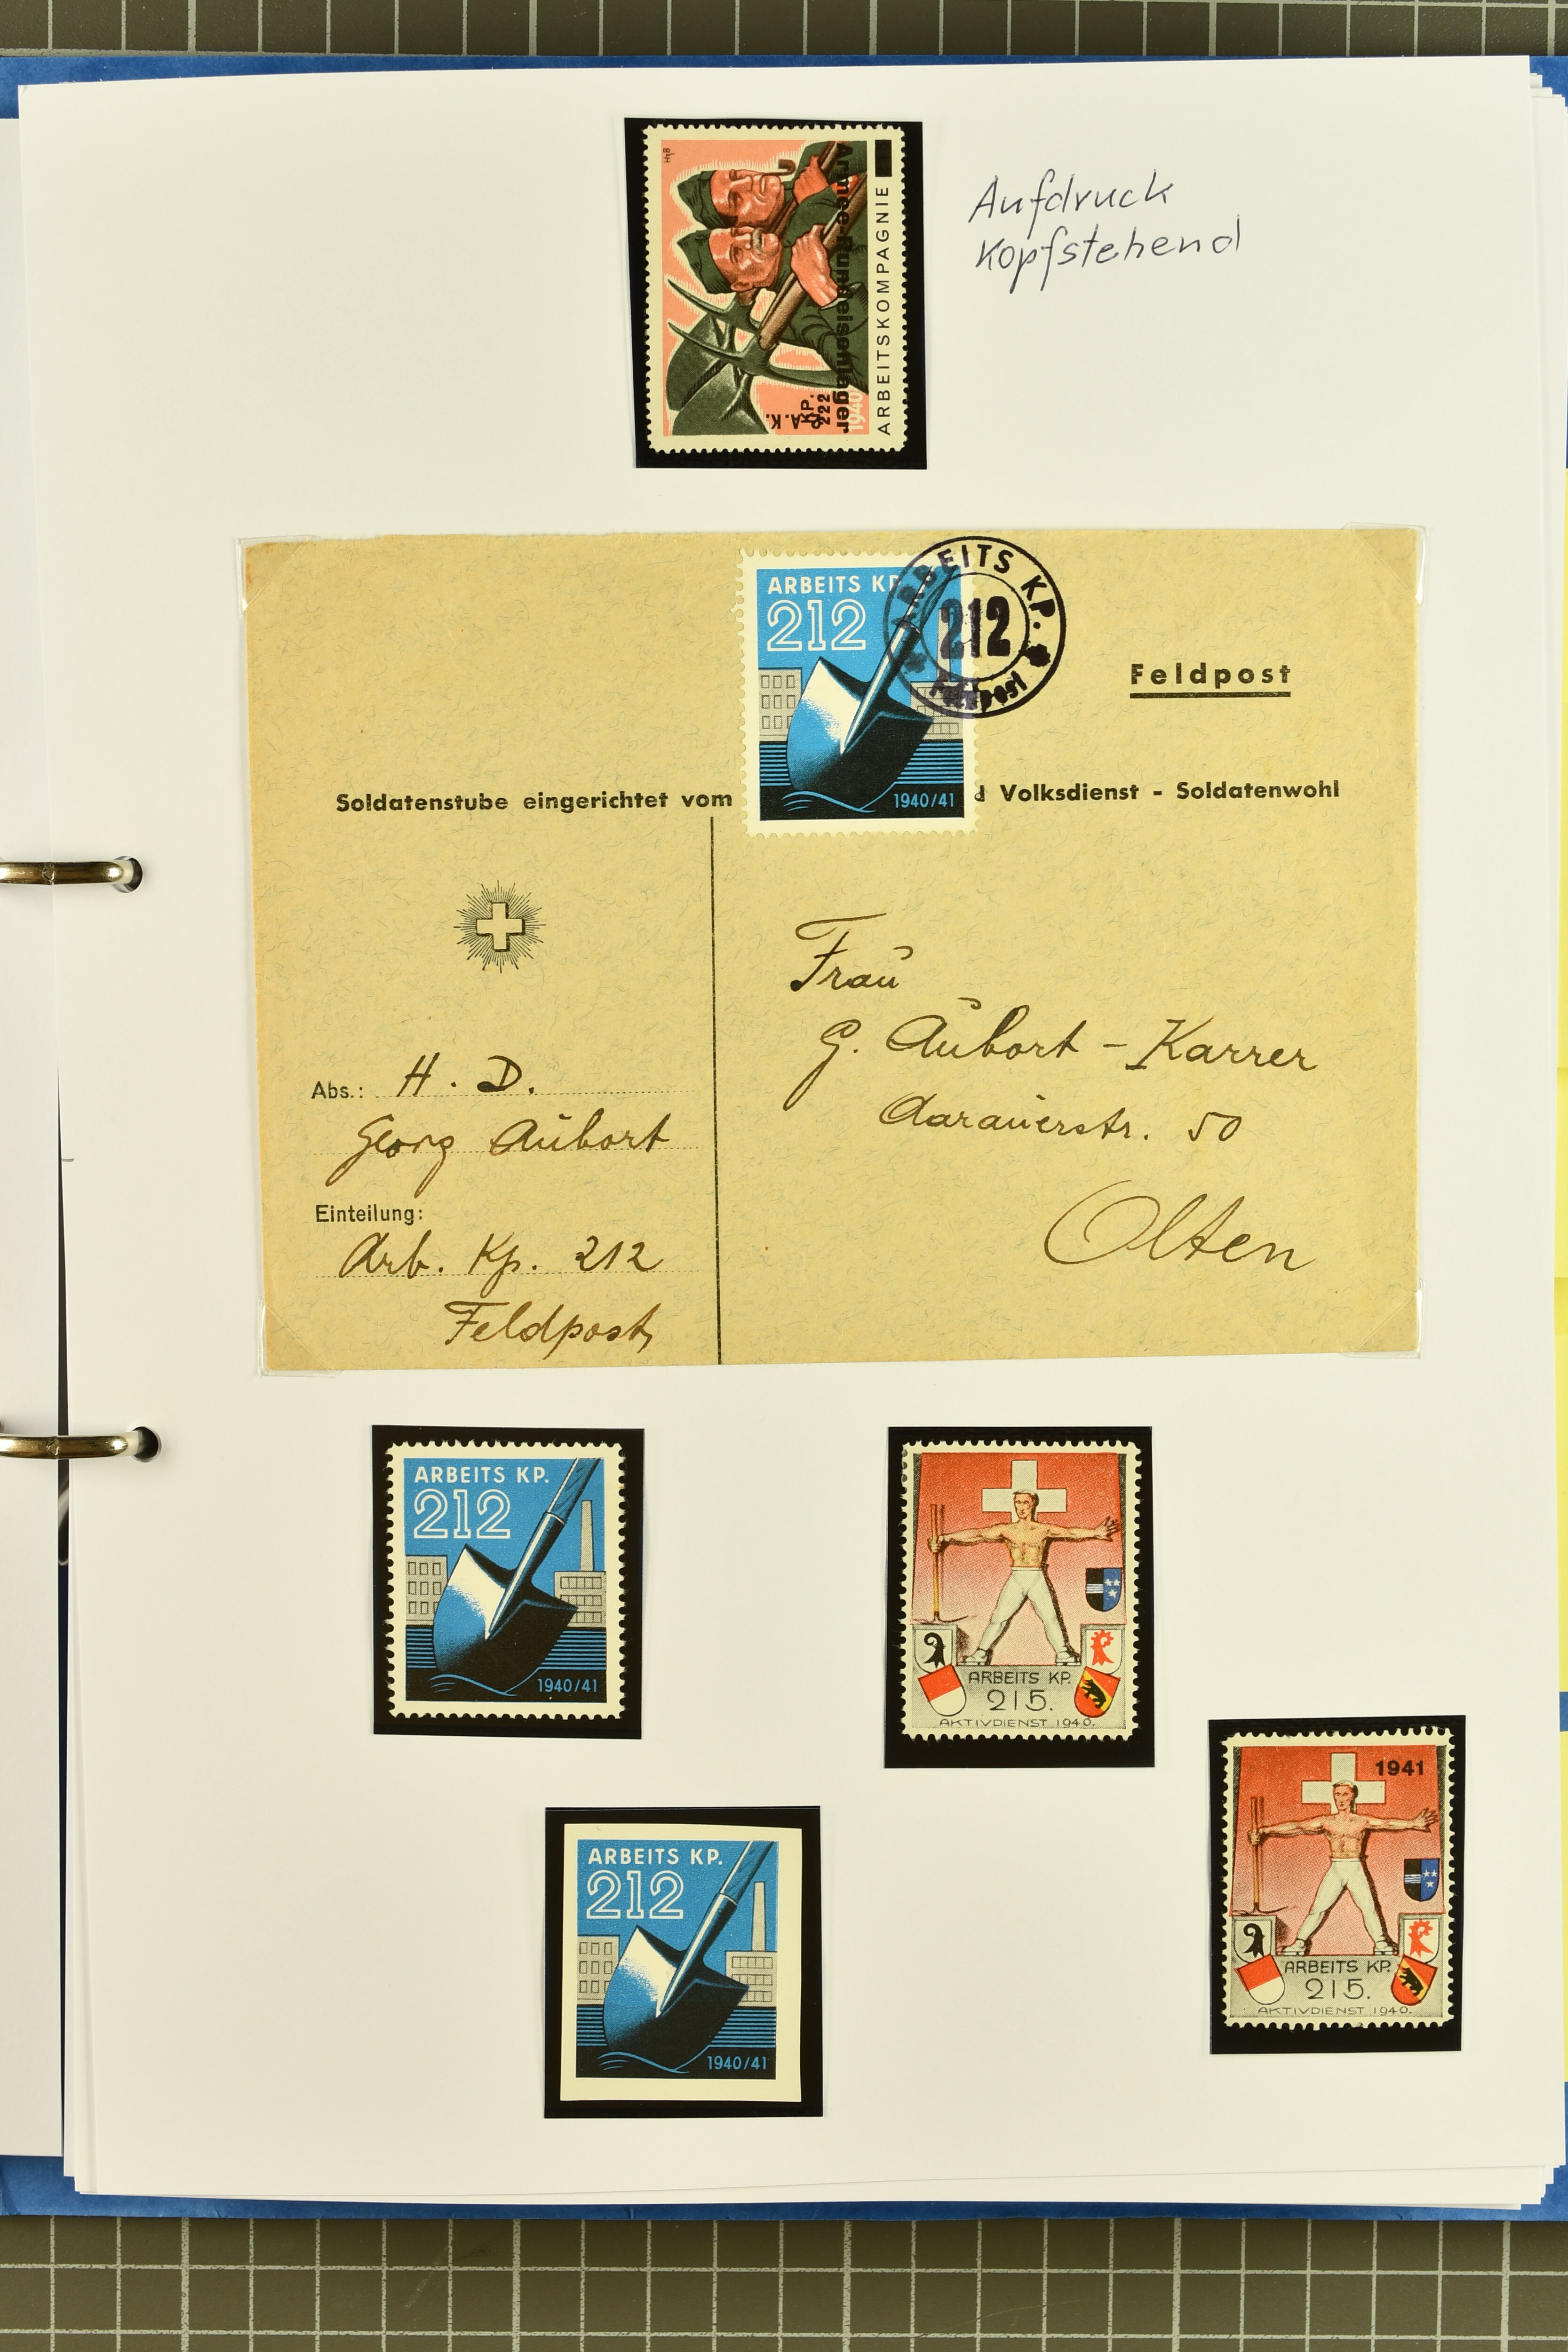 Aufdruck
Kopfstehend
HgB
ARBEITSKOMPAGNIE
Armee-Rundeisenlager
1940
A.K.
KP.
222
ARBEITS KP.
212
1940/41
ARBEITS KP.
212
Feldpost
Feldpost
Soldatenstube eingerichtet vom
d Volksdienst - Soldatenwohl
Frau
G. Aubort - Karrer
Aarauerstr. 50
Olten
Abs.: H. D.
Georg Aubort
Einteilung:
Arb. Kp. 212
Feldpost
ARBEITS KP.
212
1940/41
ARBEITS KP.
215.
AKTIVDIENST 1940.
1941
ARBEITS KP.
215.
AKTIVDIENST 1940.
ARBEITS KP.
212
1940/41